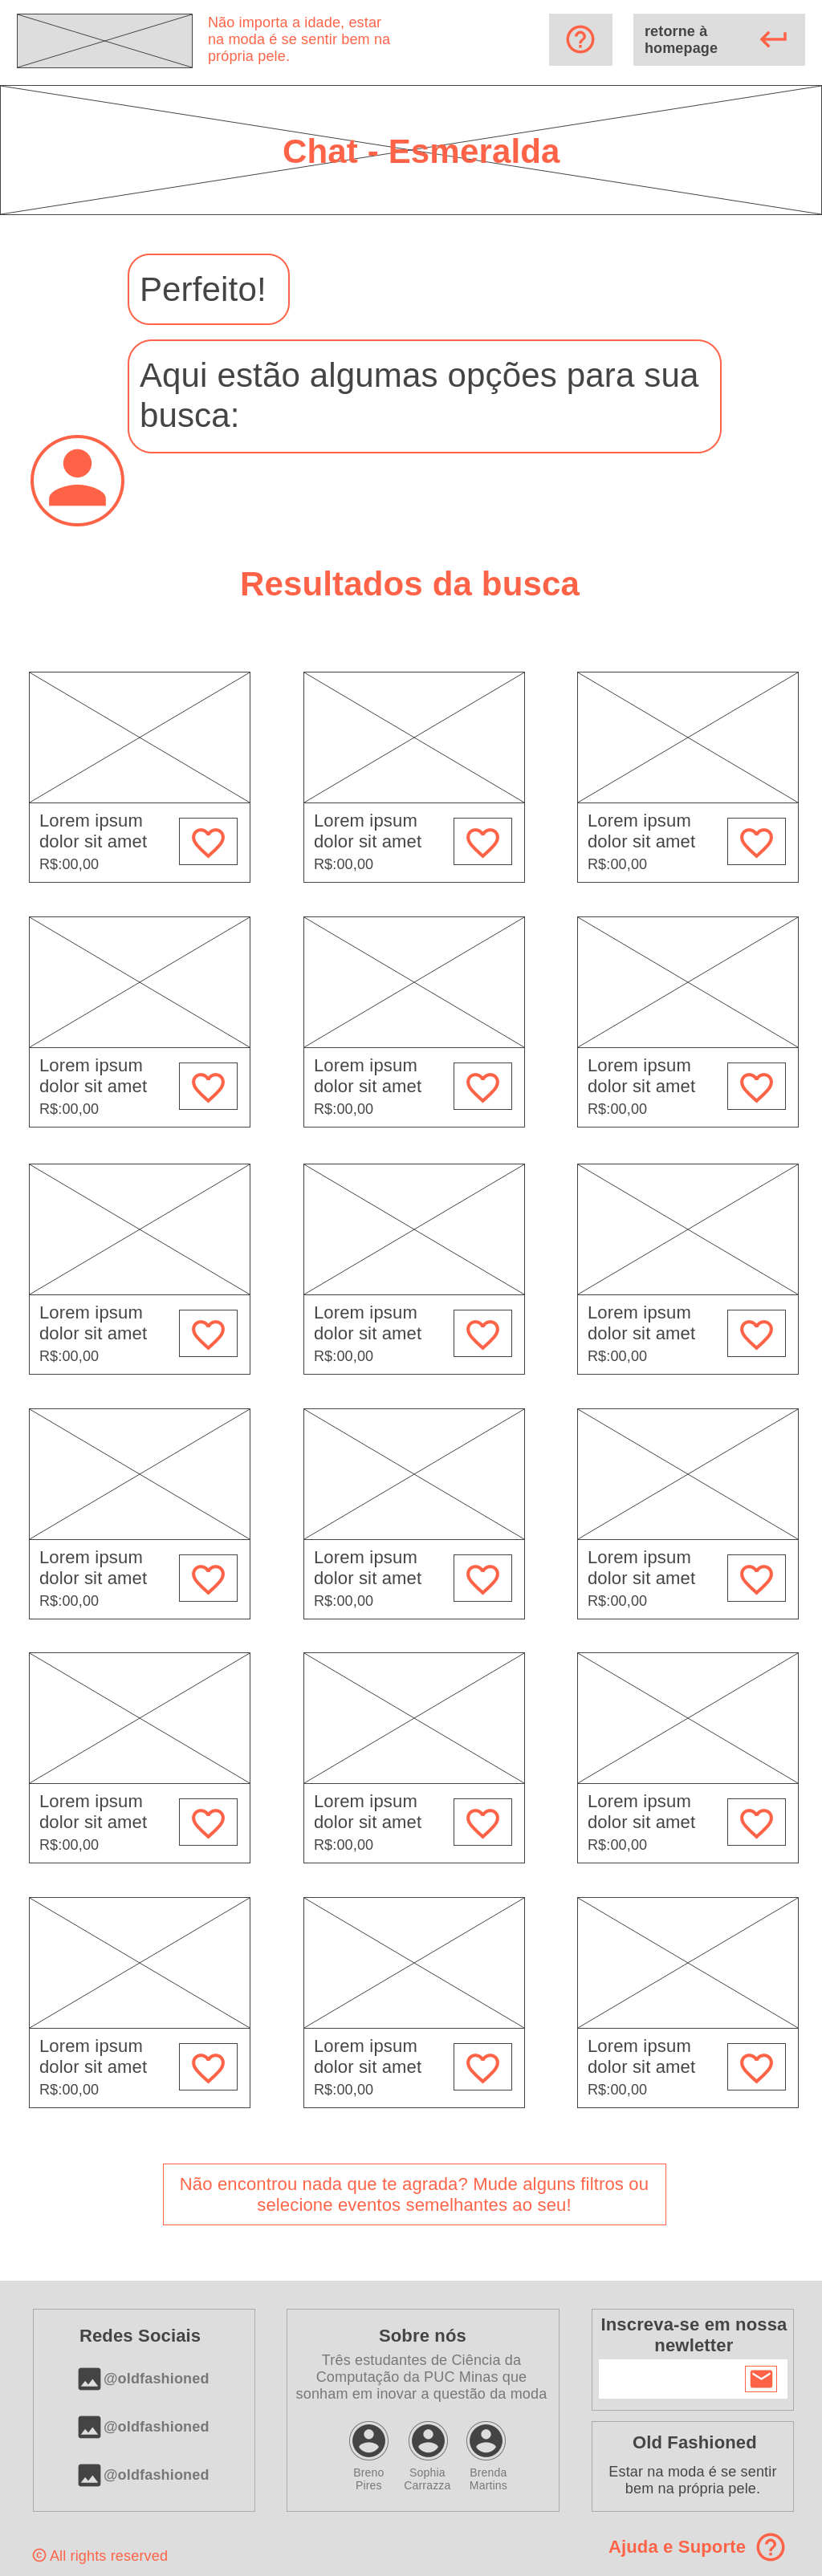 Não importa a idade, estar
na moda é se sentir bem na
própria pele.
retorne à
homepage
Chat - Esmeralda
Perfeito!
Aqui estão algumas opções para sua
busca:
Resultados da busca
Lorem ipsum
dolor sit amet
R$:00,00
Lorem ipsum
dolor sit amet
R$:00,00
Lorem ipsum
dolor sit amet
R$:00,00
Lorem ipsum
dolor sit amet
R$:00,00
Lorem ipsum
dolor sit amet
R$:00,00
Lorem ipsum
dolor sit amet
R$:00,00
Lorem ipsum
dolor sit amet
R$:00,00
Lorem ipsum
dolor sit amet
R$:00,00
Lorem ipsum
dolor sit amet
R$:00,00
Lorem ipsum
dolor sit amet
R$:00,00
Lorem ipsum
dolor sit amet
R$:00,00
Lorem ipsum
dolor sit amet
R$:00,00
Lorem ipsum
dolor sit amet
R$:00,00
Lorem ipsum
dolor sit amet
R$:00,00
Lorem ipsum
dolor sit amet
R$:00,00
Lorem ipsum
dolor sit amet
R$:00,00
Lorem ipsum
dolor sit amet
R$:00,00
Lorem ipsum
dolor sit amet
R$:00,00
Não encontrou nada que te agrada? Mude alguns filtros ou
selecione eventos semelhantes ao seu!
Redes Sociais
@oldfashioned
@oldfashioned
@oldfashioned
Sobre nós
Três estudantes de Ciência da
Computação da PUC Minas que
sonham em inovar a questão da moda
Breno
Pires
Sophia
Carrazza
Brenda
Martins
Inscreva-se em nossa
newletter
Old Fashioned
Estar na moda é se sentir
bem na própria pele.
Ajuda e Suporte
© All rights reserved